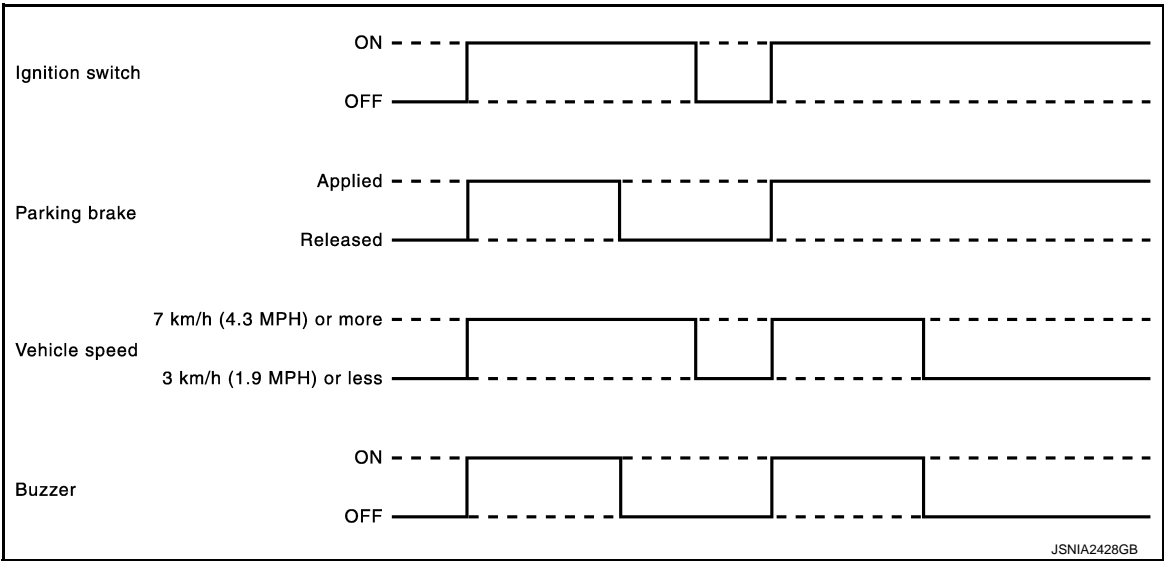 ON
Ignition switch
OFF
Applied
Parking brake
Released
7 km/h (4.3 MPH) or more
Vehicle speed
3 km/h (1.9 MPH) or less
ON
Buzzer
OFF
JSNIA2428GB